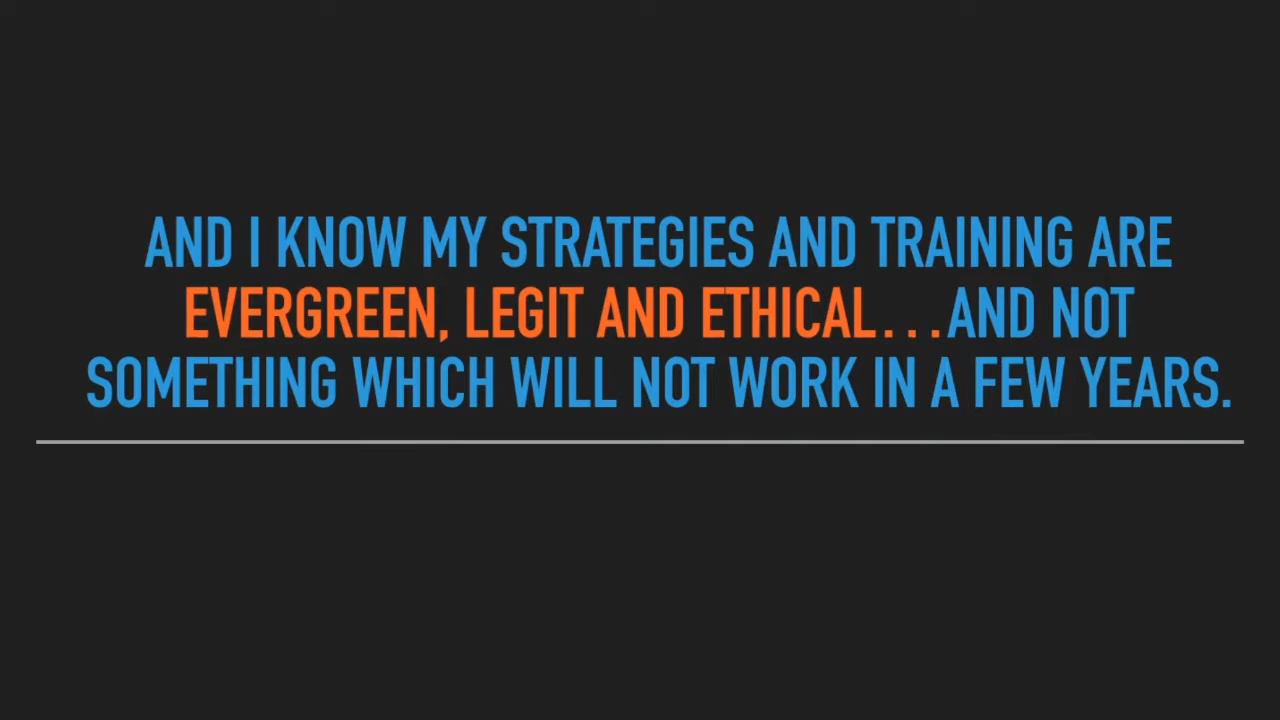 AND I KNOW MY STRATEGIES AND TRAINING ARE
EVERGREEN, LEGIT AND ETHICAL...AND NOT
SOMETHING WHICH WILL NOT WORK IN A FEW YEARS.